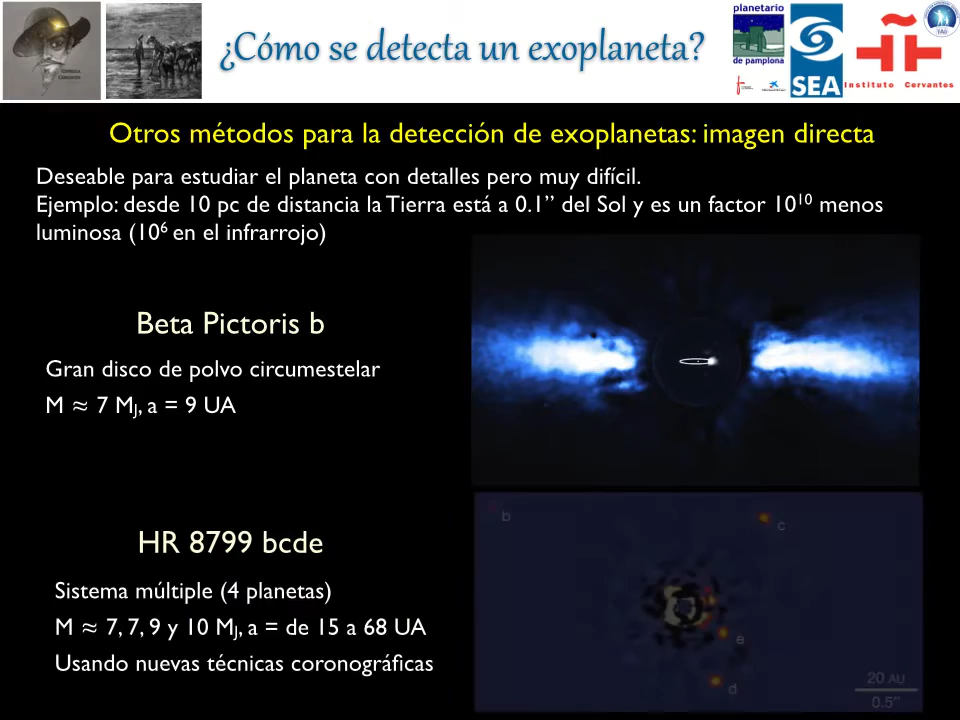 ¿Cómo se detecta un exoplaneta?
planetario
de pamplona
SEA
Instituto Cervantes
Otros métodos para la detección de exoplanetas: imagen directa
Deseable para estudiar el planeta con detalles pero muy difícil.
Ejemplo: desde 10 pc de distancia la Tierra está a 0.1” del Sol y es un factor 10¹⁰ menos
luminosa (10⁶ en el infrarrojo)
Beta Pictoris b
Gran disco de polvo circumestelar
M ≈ 7 MJ, a = 9 UA
HR 8799 bcde
Sistema múltiple (4 planetas)
M ≈ 7, 7, 9 y 10 MJ, a = de 15 a 68 UA
Usando nuevas técnicas coronográficas
b
c
e
d
20 AU
0.5″